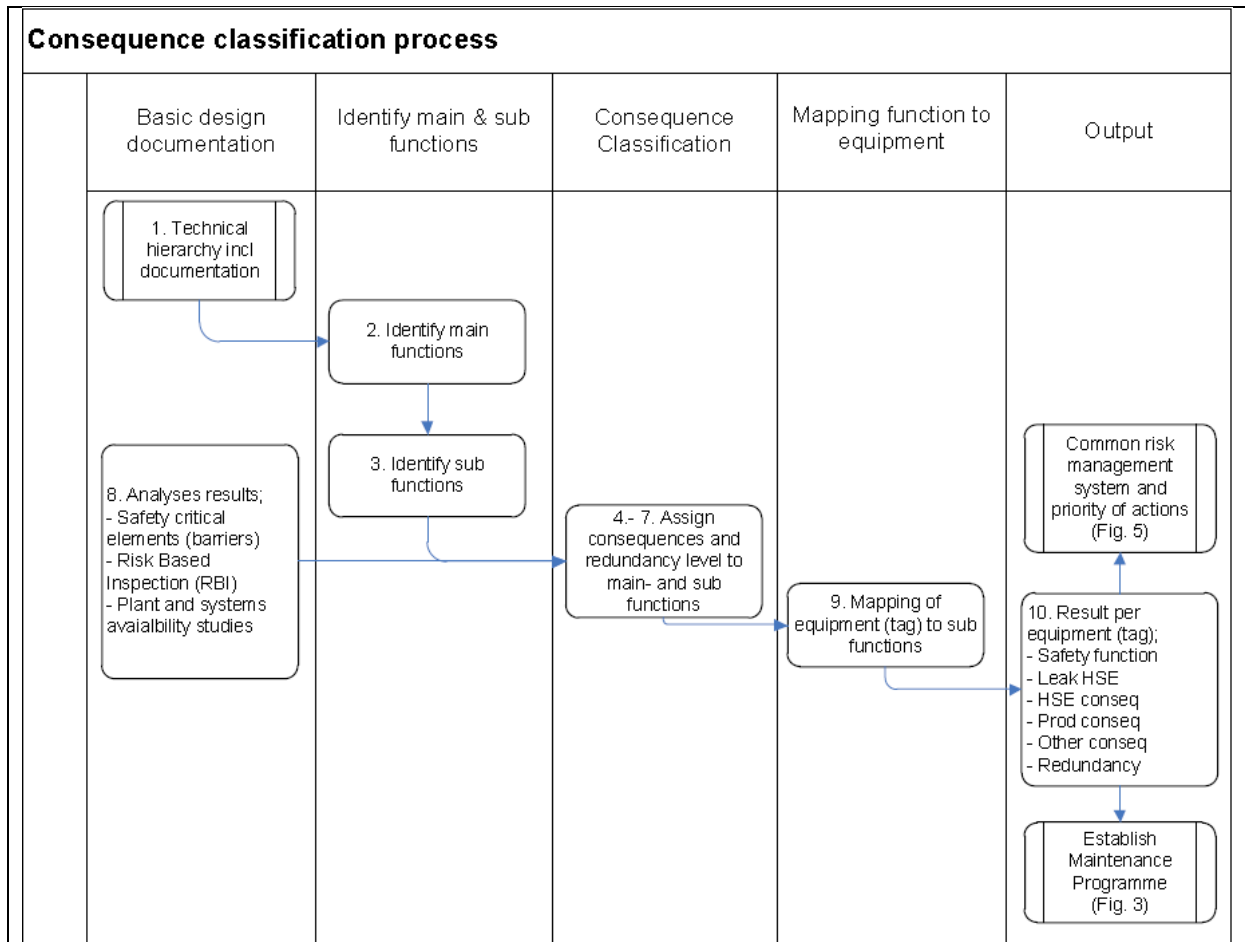 Consequence classification process
Basic design
documentation
Identify main & sub
functions
Consequence
Classification
Mapping function to
equipment
Output
1. Technical
hierarchy incl
documentation
2. Identify main
functions
3. Identify sub
functions
8. Analyses results;
- Safety critical
elements (barriers)
- Risk Based
Inspection (RBI)
- Plant and systems
avaialbility studies
4.- 7. Assign
consequences and
redundancy level to
main- and sub
functions
9. Mapping of
equipment (tag) to sub
functions
Common risk
management
system and
priority of actions
(Fig. 5)
10. Result per
equipment (tag);
- Safety function
- Leak HSE
- HSE conseq
- Prod conseq
- Other conseq
- Redundancy
Establish
Maintenance
Programme
(Fig. 3)